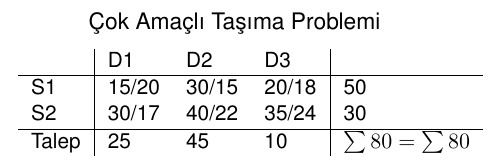 Çok Amaçlı Taşıma Problemi
D1 D2 D3
S1 15/20 30/15 20/18 50
S2 30/17 40/22 35/24 30
Talep 25 45 10 ∑ 80 = ∑ 80